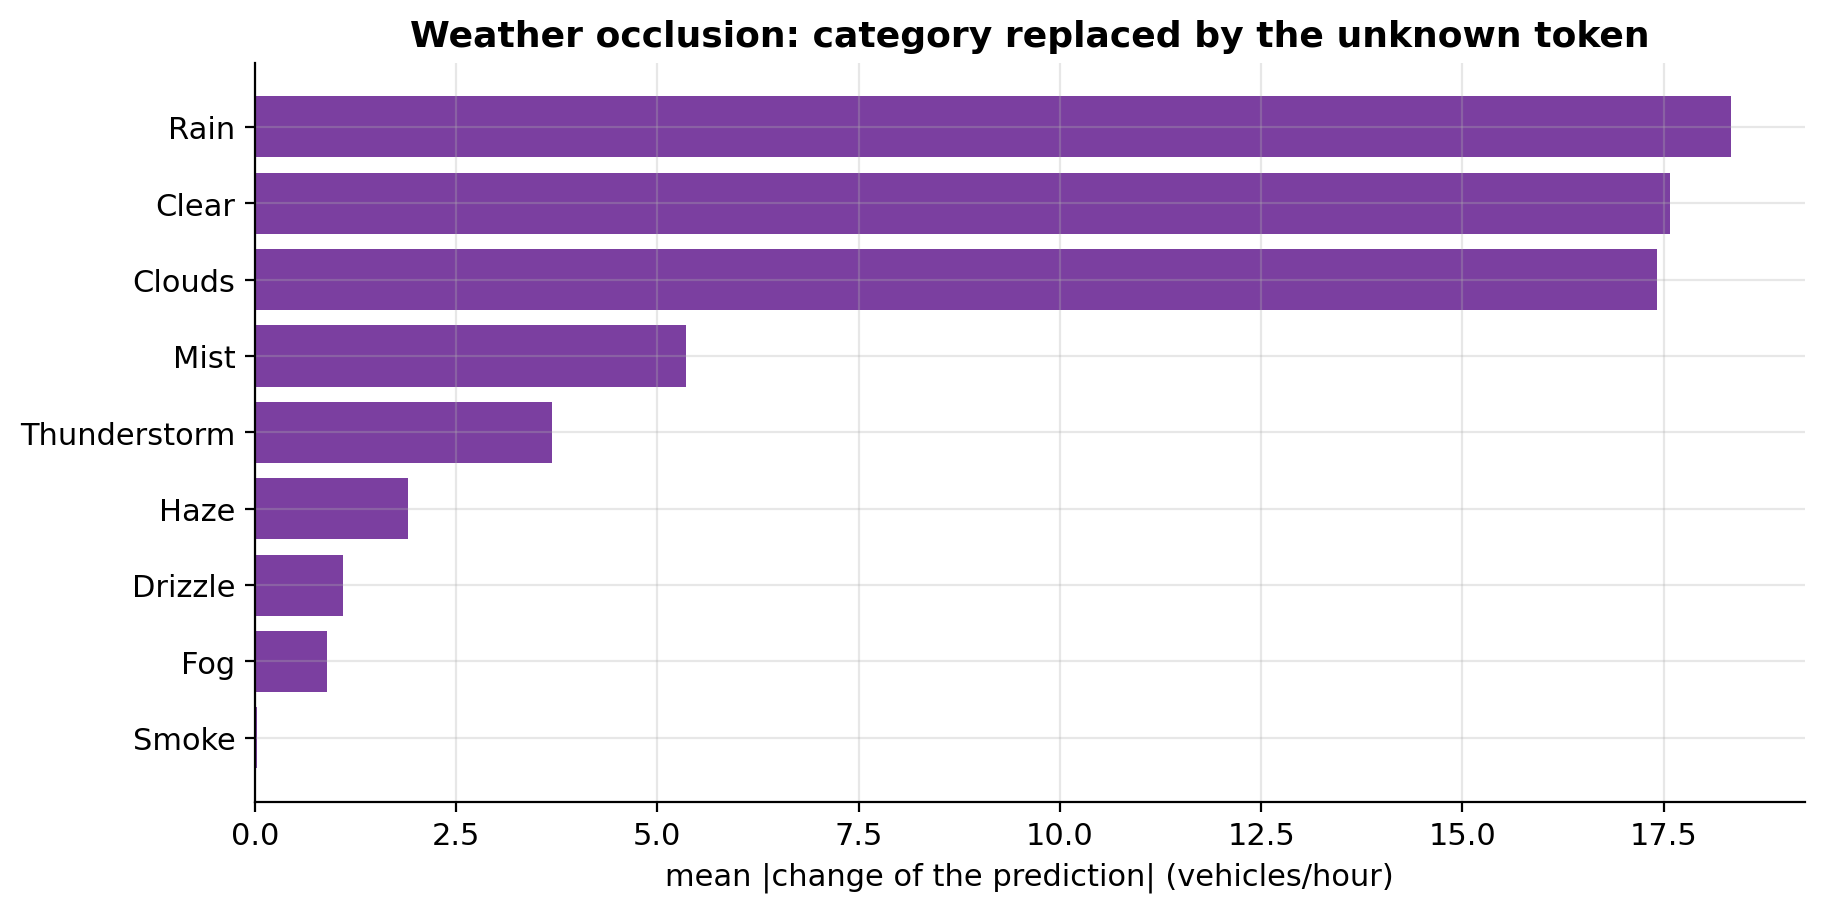 Weather occlusion: category replaced by the unknown token
Rain
Clear
Clouds
Mist
Thunderstorm
Haze
Drizzle
Fog
Smoke
0.0 2.5 5.0 7.5 10.0 12.5 15.0 17.5
mean |change of the prediction| (vehicles/hour)